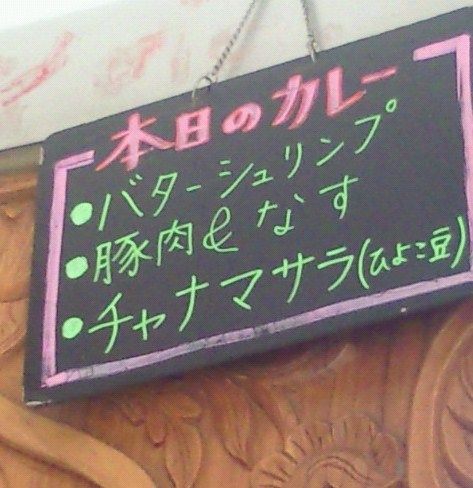 本日のカレー
●バターシュリンプ
●豚肉&なす
●チャナマサラ(ひよこ豆)